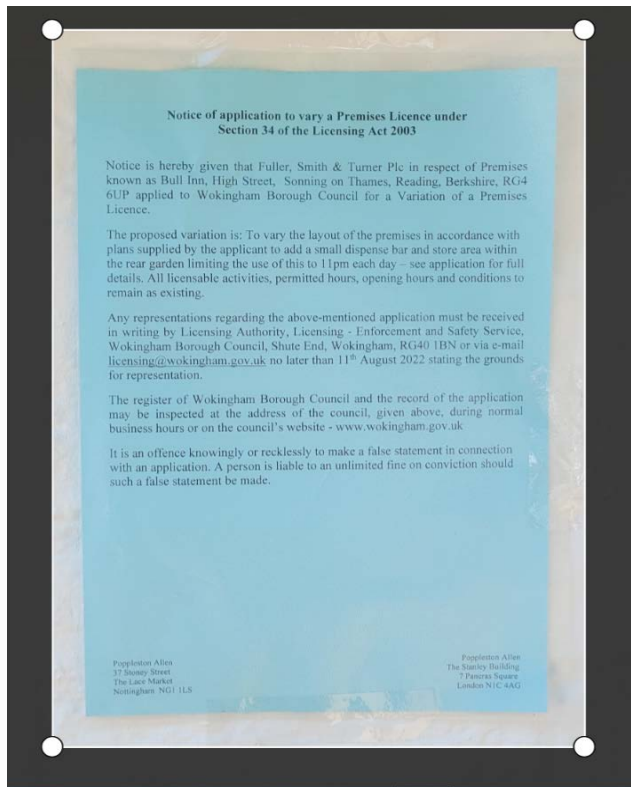 Notice of application to vary a Premises Licence under
Section 34 of the Licensing Act 2003
Notice is hereby given that Fuller, Smith & Turner Plc in respect of Premises
known as Bull Inn, High Street, Sonning on Thames, Reading, Berkshire, RG4
6UP applied to Wokingham Borough Council for a Variation of a Premises
Licence.
The proposed variation is: To vary the layout of the premises in accordance with
plans supplied by the applicant to add a small dispense bar and store area within
the rear garden limiting the use of this to 11pm each day – see application for full
details. All licensable activities, permitted hours, opening hours and conditions to
remain as existing.
Any representations regarding the above-mentioned application must be received
in writing by Licensing Authority, Licensing - Enforcement and Safety Service,
Wokingham Borough Council, Shute End, Wokingham, RG40 1BN or via e-mail
licensing@wokingham.gov.uk no later than 11th August 2022 stating the grounds
for representation.
The register of Wokingham Borough Council and the record of the application
may be inspected at the address of the council, given above, during normal
business hours or on the council's website - www.wokingham.gov.uk
It is an offence knowingly or recklessly to make a false statement in connection
with an application. A person is liable to an unlimited fine on conviction should
such a false statement be made.
Poppleston Allen
37 Stoney Street
The Lace Market
Nottingham NG1 1LS
Poppleston Allen
The Stanley Building
7 Pancras Square
London N1C 4AG